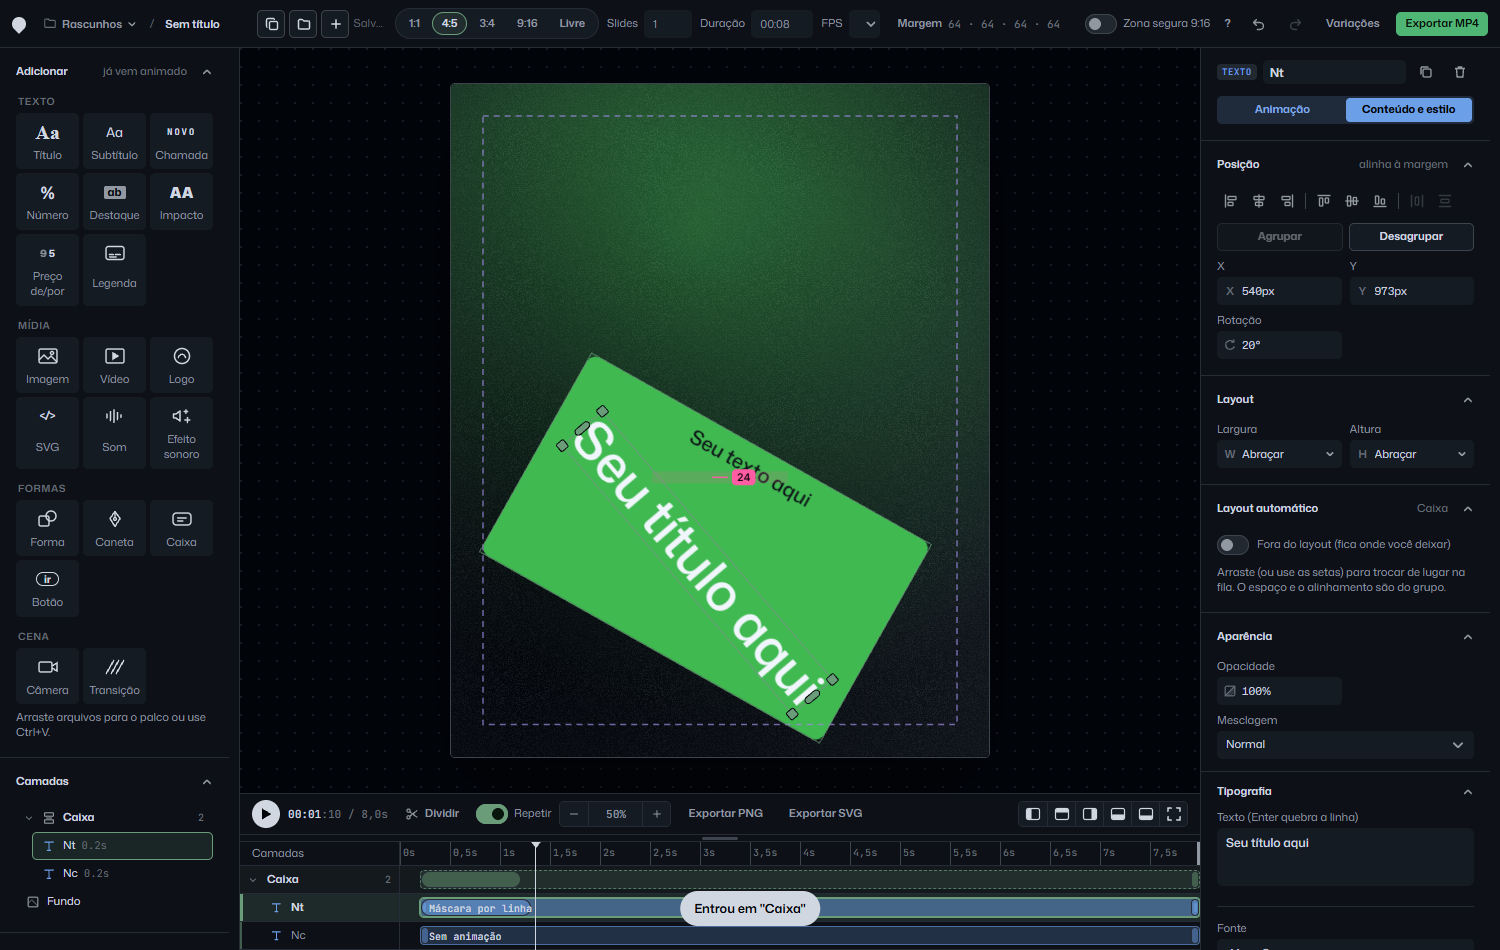 Rascunhos / Sem título
Salv...
1:1 4:5 3:4 9:16 Livre
Slides 1
Duração 00:08
FPS
Margem 64 · 64 · 64 · 64
Zona segura 9:16 ?
Variações
Exportar MP4
Adicionar já vem animado
TEXTO
Aa Aa NOVO
Título Subtítulo Chamada
% ab AA
Número Destaque Impacto
9 5
Preço de/por Legenda
MÍDIA
Imagem Vídeo Logo
</>
SVG Som Efeito sonoro
FORMAS
Forma Caneta Caixa
ir
Botão
CENA
Câmera Transição
Arraste arquivos para o palco ou use
Ctrl+V.
Camadas
Caixa 2
Nt 0.2s
Nc 0.2s
Fundo
Seu texto aqui
24
Seu título aqui
00:01:10 / 8,0s
Dividir
Repetir
− 50% +
Exportar PNG
Exportar SVG
Camadas
0s 0,5s 1s 1,5s 2s 2,5s 3s 3,5s 4s 4,5s 5s 5,5s 6s 6,5s 7s 7,5s
Caixa 2
Nt
Máscara por linha
Entrou em "Caixa"
Nc
Sem animação
TEXTO Nt
Animação Conteúdo e estilo
Posição alinha à margem
Agrupar Desagrupar
X Y
X 540px Y 973px
Rotação
20°
Layout
Largura Altura
W Abraçar H Abraçar
Layout automático Caixa
Fora do layout (fica onde você deixar)
Arraste (ou use as setas) para trocar de lugar na
fila. O espaço e o alinhamento são do grupo.
Aparência
Opacidade
100%
Mesclagem
Normal
Tipografia
Texto (Enter quebra a linha)
Seu título aqui
Fonte